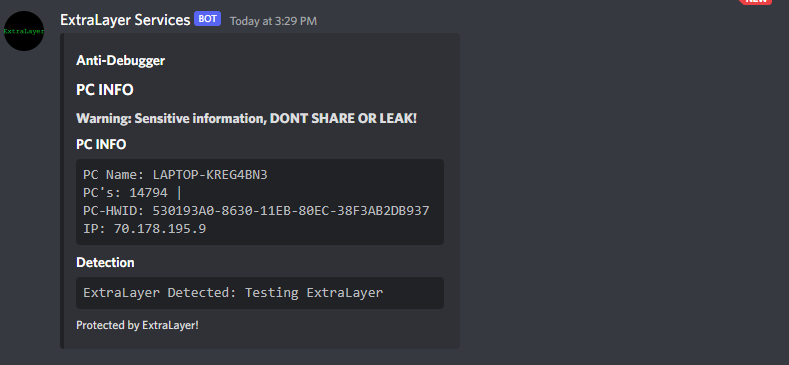 NEW
ExtraLayer
ExtraLayer Services BOT Today at 3:29 PM
Anti-Debugger
PC INFO
Warning: Sensitive information, DONT SHARE OR LEAK!
PC INFO
PC Name: LAPTOP-KREG4BN3
PC's: 14794 |
PC-HWID: 530193A0-8630-11EB-80EC-38F3AB2DB937
IP: 70.178.195.9
Detection
ExtraLayer Detected: Testing ExtraLayer
Protected by ExtraLayer!